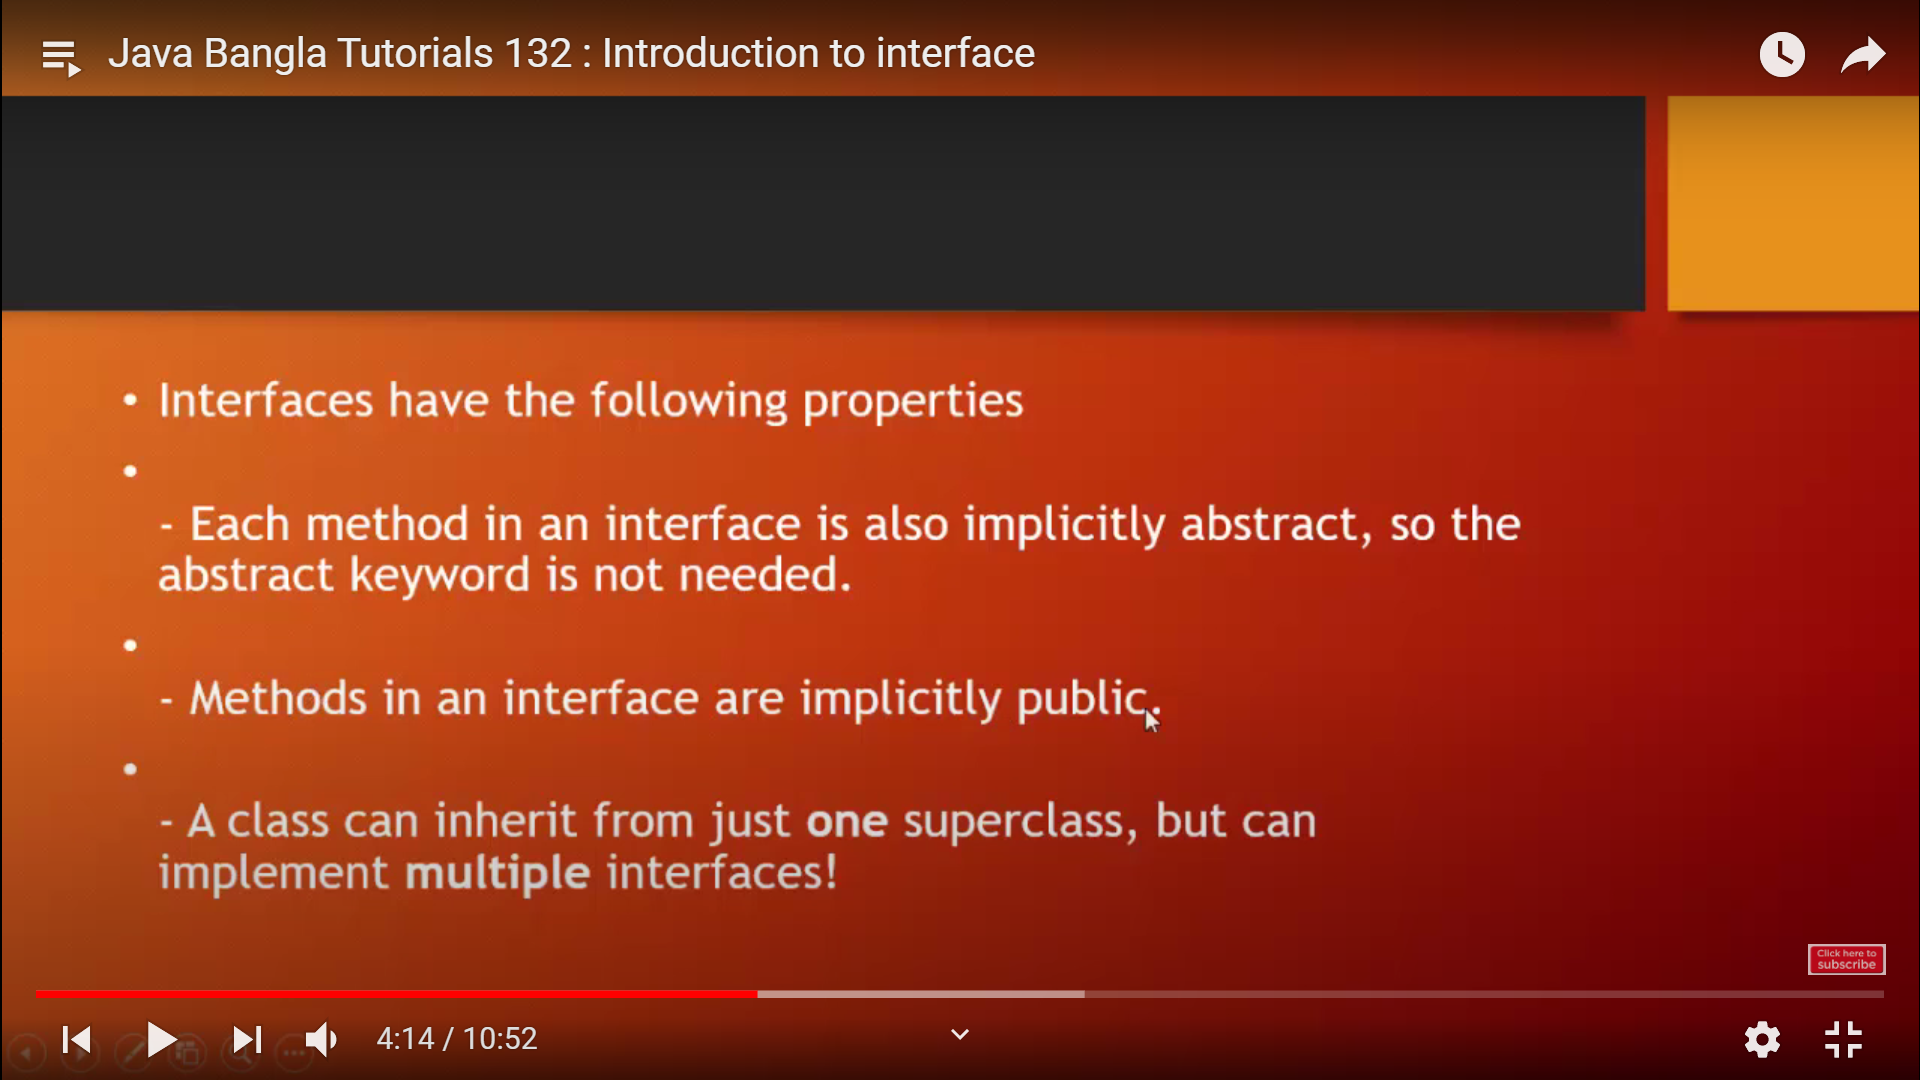 Java Bangla Tutorials 132 : Introduction to interface
• Interfaces have the following properties
•
- Each method in an interface is also implicitly abstract, so the
abstract keyword is not needed.
•
- Methods in an interface are implicitly public.
•
- A class can inherit from just one superclass, but can
implement multiple interfaces!
Click here to
subscribe
4:14 / 10:52